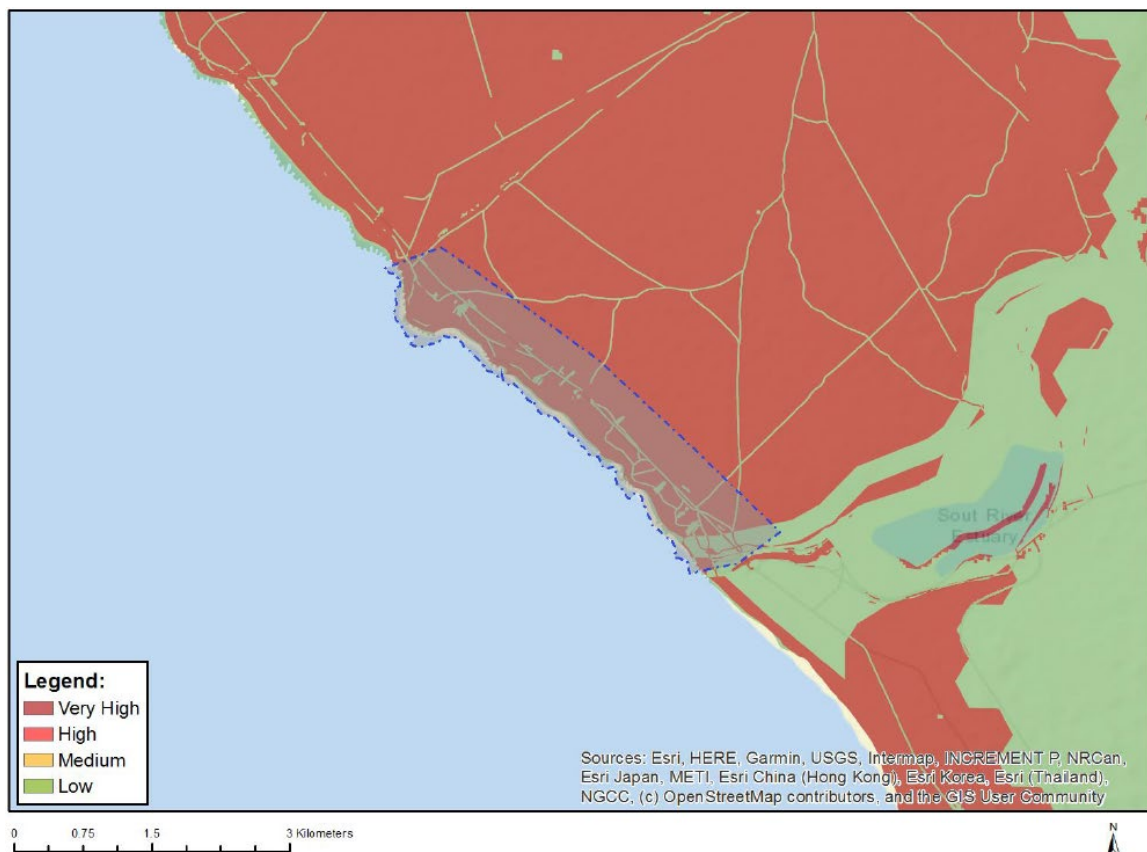 Sout River
Estuary
Legend:
Very High
High
Medium
Low
Sources: Esri, HERE, Garmin, USGS, Intermap, INCREMENT P, NRCan,
Esri Japan, METI, Esri China (Hong Kong), Esri Korea, Esri (Thailand),
NGCC, (c) OpenStreetMap contributors, and the GIS User Community
0 0.75 1.5 3 Kilometers
N